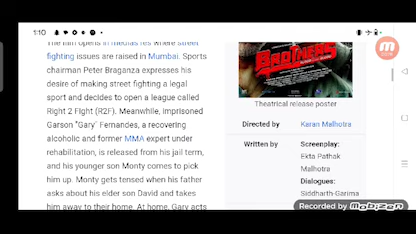 1:10
The film opens in medias res where street
fighting issues are raised in Mumbai. Sports
chairman Peter Braganza expresses his
desire of making street fighting a legal
sport and decides to open a league called
Right 2 Fight (R2F). Meanwhile, imprisoned
Garson "Gary" Fernandes, a recovering
alcoholic and former MMA expert under
rehabilitation, is released from his jail term,
and his younger son Monty comes to pick
him up. Monty gets tensed when his father
asks about his elder son David and takes
him away to their home. At home, Gary acts
BROTHERS
Theatrical release poster
Directed by
Karan Malhotra
Written by
Screenplay:
Ekta Pathak
Malhotra
Dialogues:
Siddharth-Garima
Recorded by
Mobizen